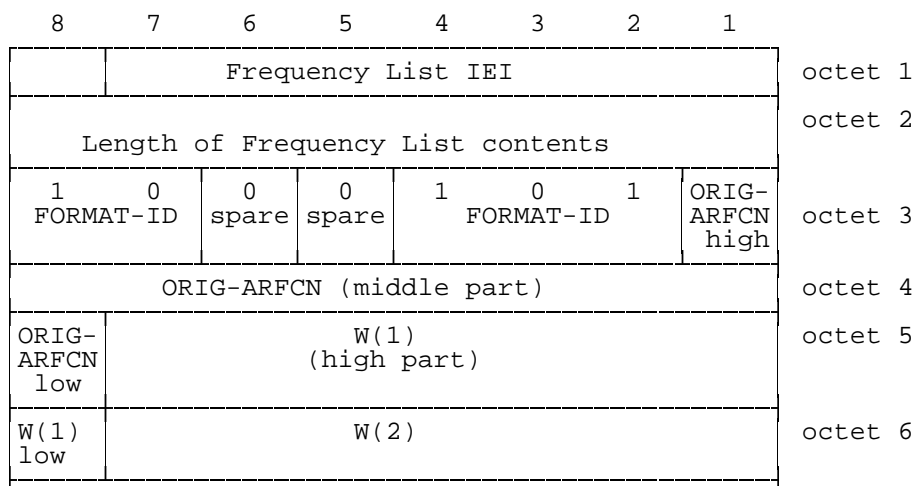 8 7 6 5 4 3 2 1
Frequency List IEI octet 1
octet 2
Length of Frequency List contents
1 0 0 0 1 0 1 ORIG-
FORMAT-ID spare spare FORMAT-ID ARFCN octet 3
high
ORIG-ARFCN (middle part) octet 4
ORIG- W(1) octet 5
ARFCN (high part)
low
W(1) W(2) octet 6
low